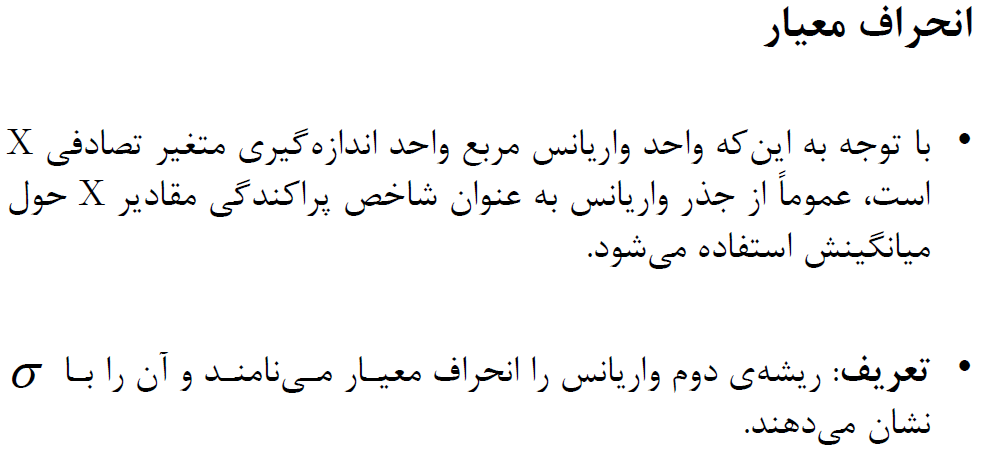 انحراف معیار
• با توجه به این‌که واحد واریانس مربع واحد اندازه‌گیری متغیر تصادفی X
است، عموماً از جذر واریانس به عنوان شاخص پراکندگی مقادیر X حول
میانگینش استفاده می‌شود.
• تعریف: ریشه‌ی دوم واریانس را انحراف معیار می‌نامند و آن را با σ
نشان می‌دهند.